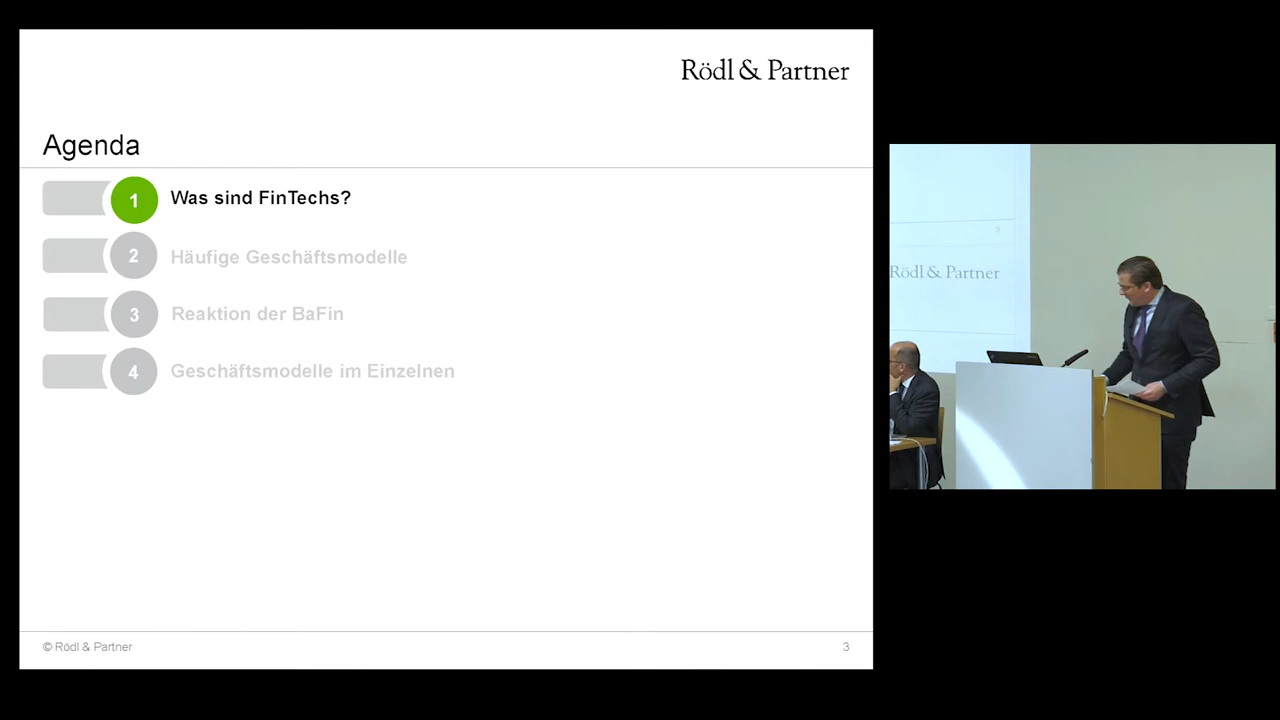 Rödl & Partner
Agenda
1 Was sind FinTechs?
2 Häufige Geschäftsmodelle
3 Reaktion der BaFin
4 Geschäftsmodelle im Einzelnen
© Rödl & Partner
3
3
Rödl & Partner